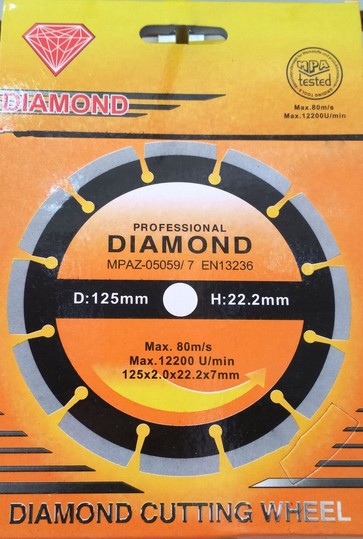 MPA
tested
Max.80m/s
Max.12200U/min
DIAMOND
PROFESSIONAL
DIAMOND
MPAZ-05059/ 7 EN13236
D:125mm H:22.2mm
Max. 80m/s
Max.12200 U/min
125x2.0x22.2x7mm
DIAMOND CUTTING WHEEL